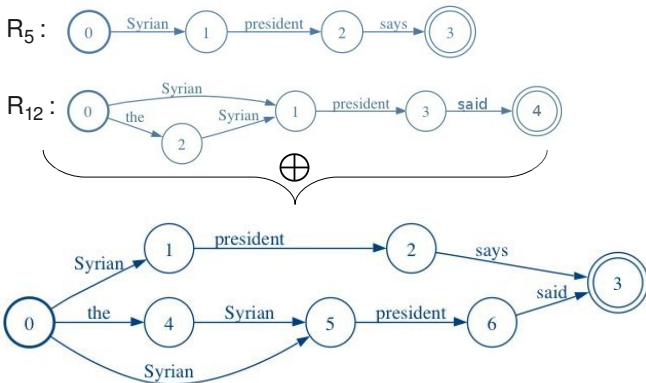 R5 : 0 Syrian 1 president 2 says 3
Syrian
R12 : 0 the 2 Syrian 1 president 3 said 4
⊕
1 president 2 says
Syrian 3
0 the 4 Syrian 5 president 6 said
Syrian